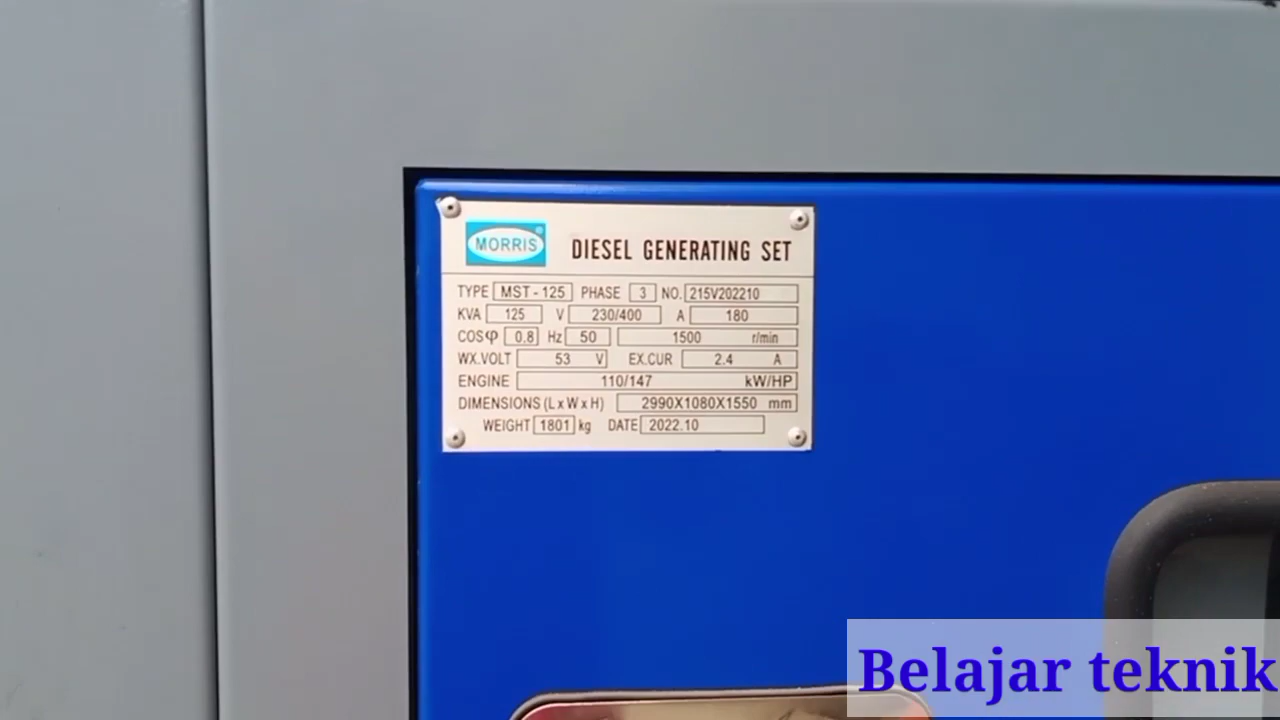 MORRIS ®
DIESEL GENERATING SET
TYPE MST-125 PHASE 3 NO. 215V202210
KVA 125 V 230/400 A 180
COSφ 0.8 Hz 50 1500 r/min
WX.VOLT 53 V EX.CUR 2.4 A
ENGINE 110/147 kW/HP
DIMENSIONS (LxWxH) 2990X1080X1550 mm
WEIGHT 1801 kg DATE 2022.10
Belajar teknik